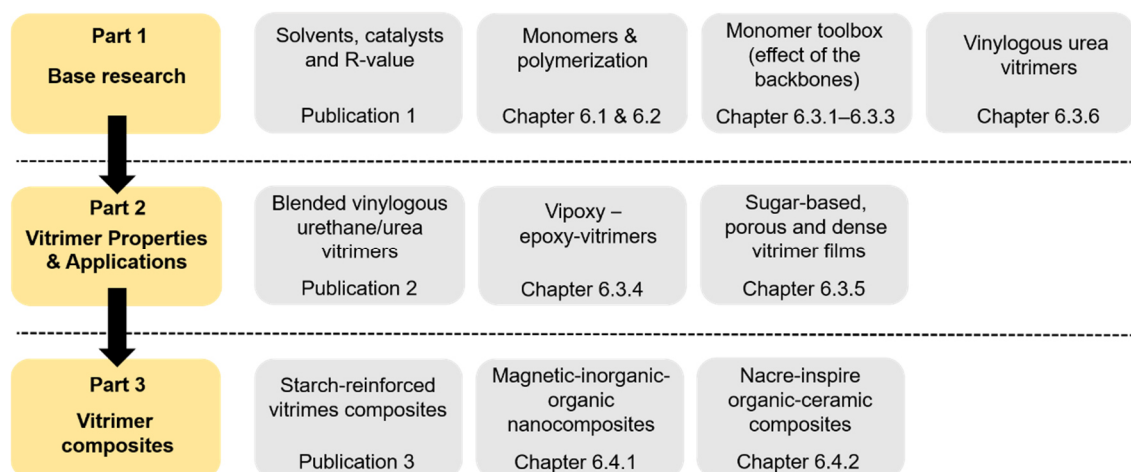 Part 1
Base research
Solvents, catalysts
and R-value
Publication 1
Monomers &
polymerization
Chapter 6.1 & 6.2
Monomer toolbox
(effect of the
backbones)
Chapter 6.3.1–6.3.3
Vinylogous urea
vitrimers
Chapter 6.3.6
Part 2
Vitrimer Properties
& Applications
Blended vinylogous
urethane/urea
vitrimers
Publication 2
Vipoxy –
epoxy-vitrimers
Chapter 6.3.4
Sugar-based,
porous and dense
vitrimer films
Chapter 6.3.5
Part 3
Vitrimer
composites
Starch-reinforced
vitrimes composites
Publication 3
Magnetic-inorganic-
organic
nanocomposites
Chapter 6.4.1
Nacre-inspire
organic-ceramic
composites
Chapter 6.4.2